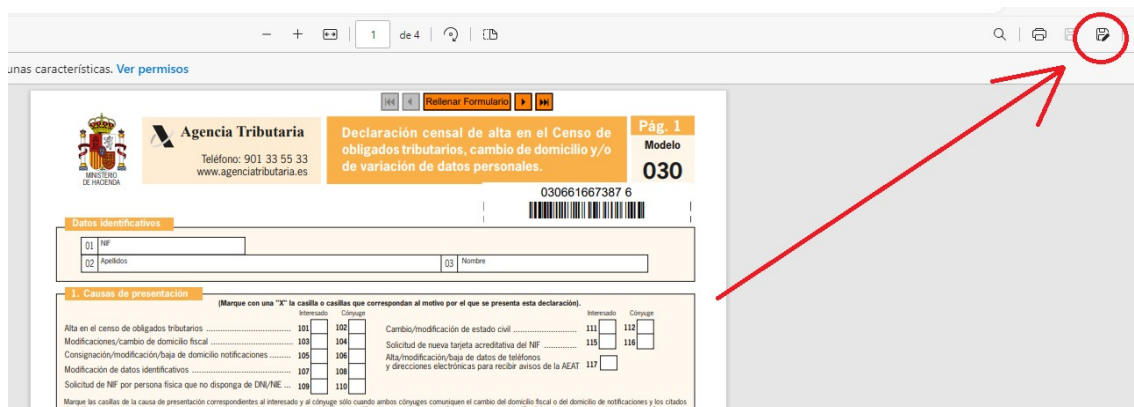 1 de 4
unas características. Ver permisos
Rellenar Formulario
MINISTERIO
DE HACIENDA
Agencia Tributaria
Teléfono: 901 33 55 33
www.agenciatributaria.es
Declaración censal de alta en el Censo de
obligados tributarios, cambio de domicilio y/o
de variación de datos personales.
Pág. 1
Modelo
030
030661667387 6
Datos identificativos
01 NIF
02 Apellidos 03 Nombre
1. Causas de presentación
(Marque con una "X" la casilla o casillas que correspondan al motivo por el que se presenta esta declaración).
Interesado Cónyuge Interesado Cónyuge
Alta en el censo de obligados tributarios 101 102 Cambio/modificación de estado civil 111 112
Modificaciones/cambio de domicilio fiscal 103 104 Solicitud de nueva tarjeta acreditativa del NIF 115 116
Consignación/modificación/baja de domicilio notificaciones 105 106 Alta/modificación/baja de datos de teléfonos
y direcciones electrónicas para recibir avisos de la AEAT 117
Modificación de datos identificativos 107 108
Solicitud de NIF por persona física que no disponga de DNI/NIE ... 109 110
Marque las casillas de la causa de presentación correspondientes al interesado y al cónyuge sólo cuando ambos cónyuges comuniquen el cambio del domicilio fiscal o del domicilio de notificaciones y los citados